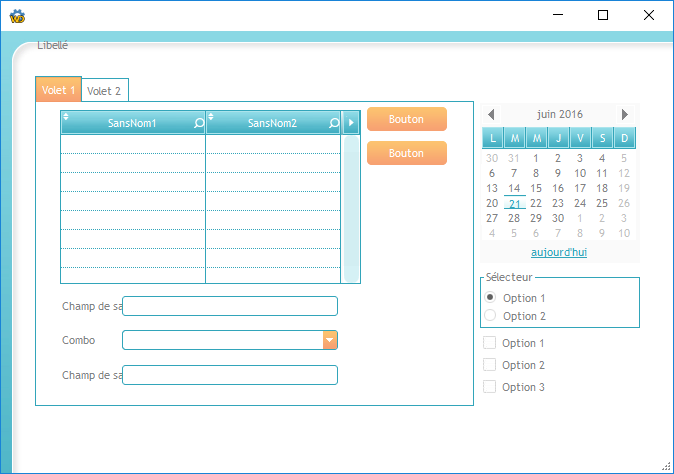 Libellé
Volet 1 Volet 2
SansNom1 SansNom2
Bouton
Bouton
Champ de sa
Combo
Champ de sa
juin 2016
L M M J V S D
30 31 1 2 3 4 5
6 7 8 9 10 11 12
13 14 15 16 17 18 19
20 21 22 23 24 25 26
27 28 29 30 1 2 3
4 5 6 7 8 9 10
aujourd'hui
Sélecteur
Option 1
Option 2
Option 1
Option 2
Option 3